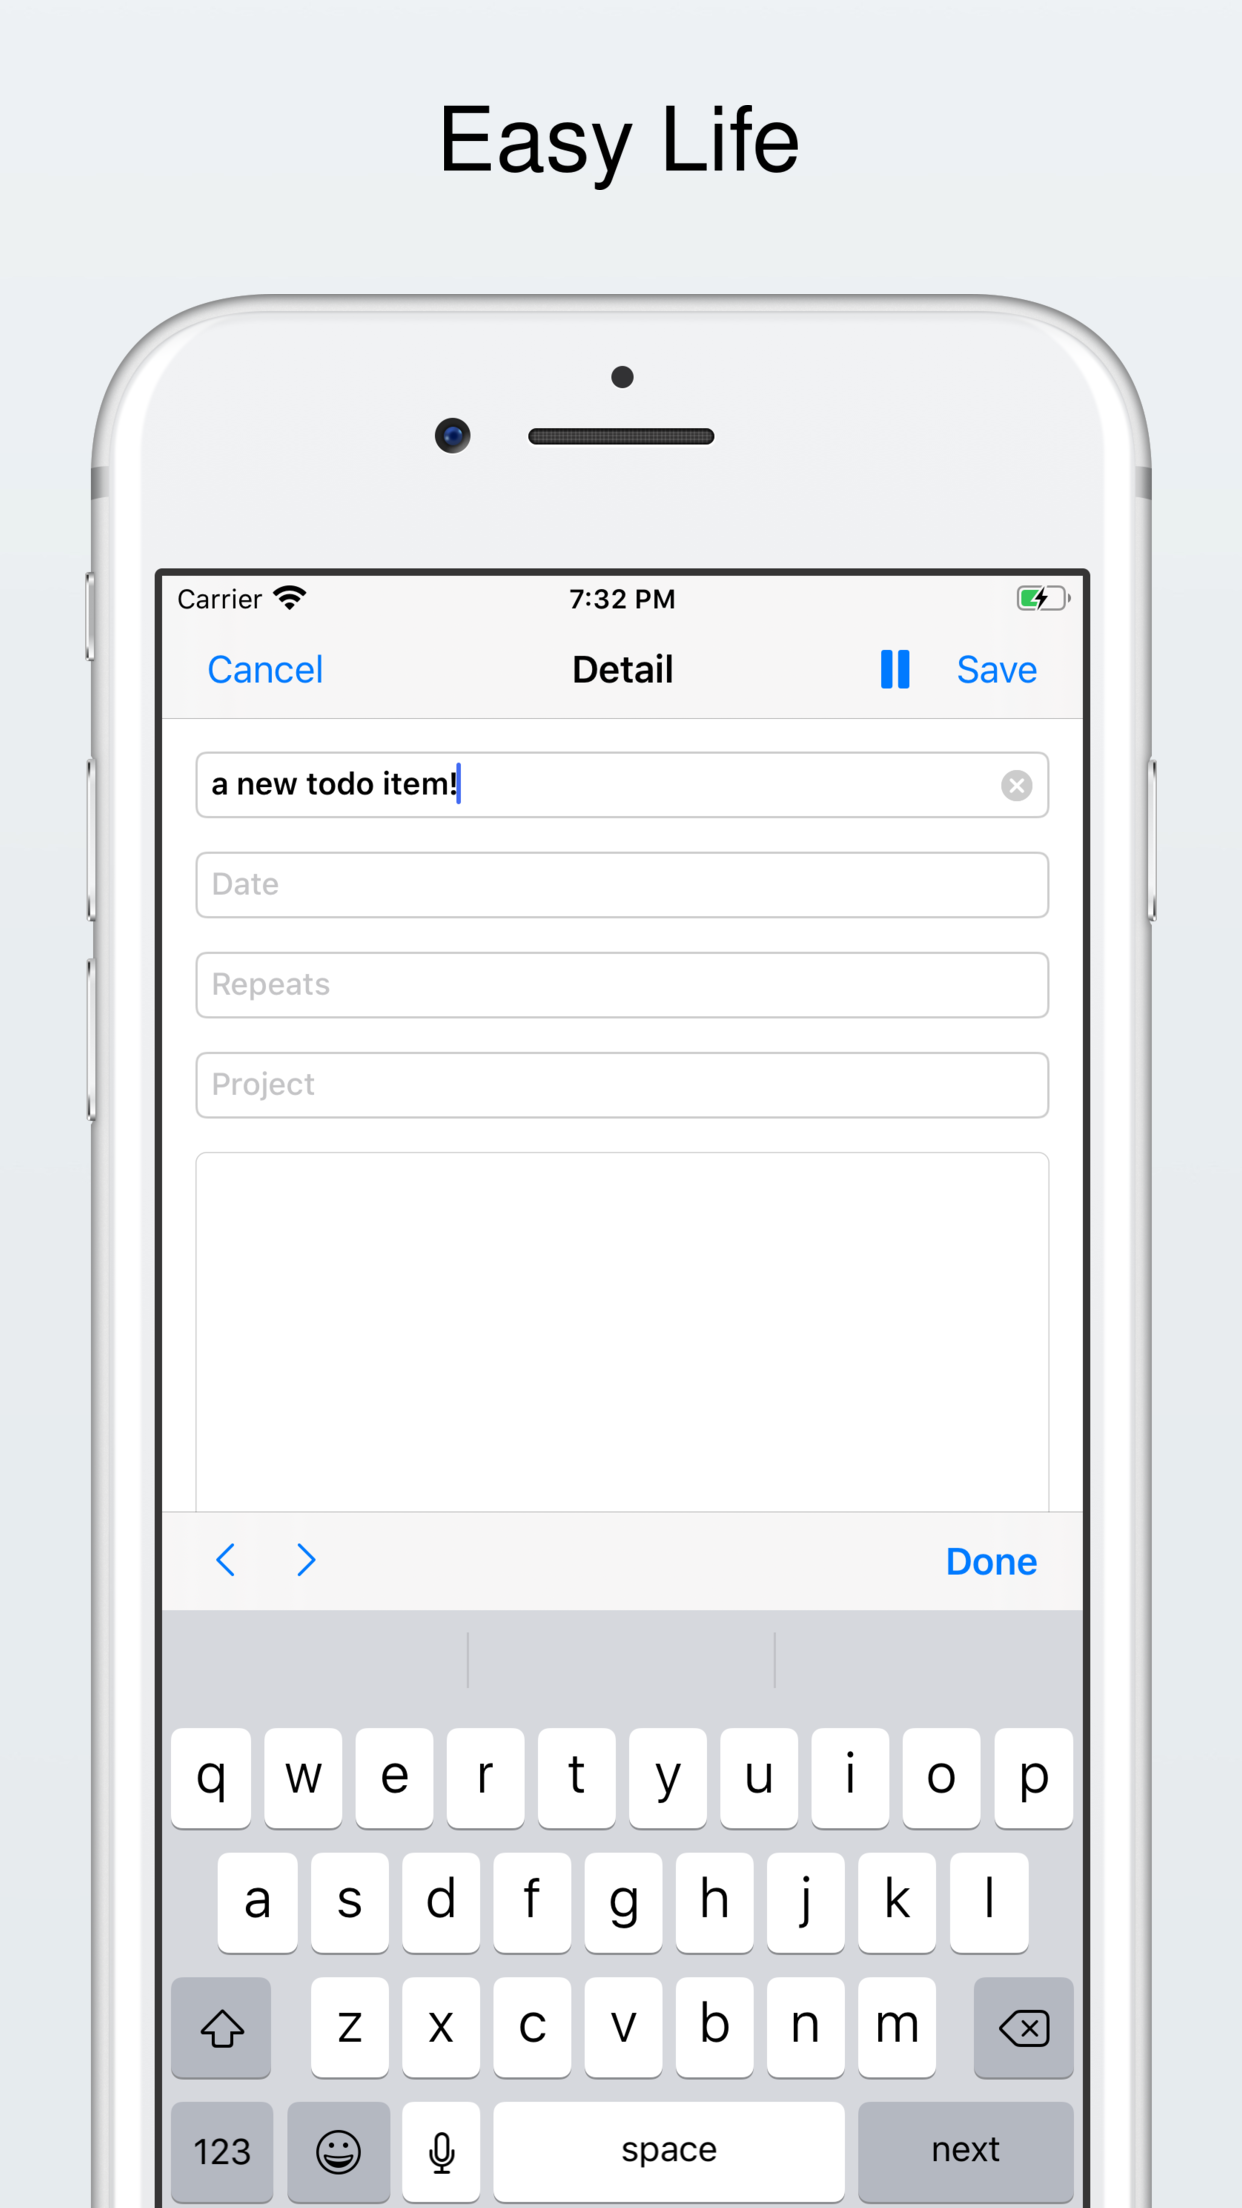 Easy Life
Carrier 7:32 PM
Cancel Detail Save
a new todo item!
Date
Repeats
Project
Done
q w e r t y u i o p
a s d f g h j k l
z x c v b n m
123 space next